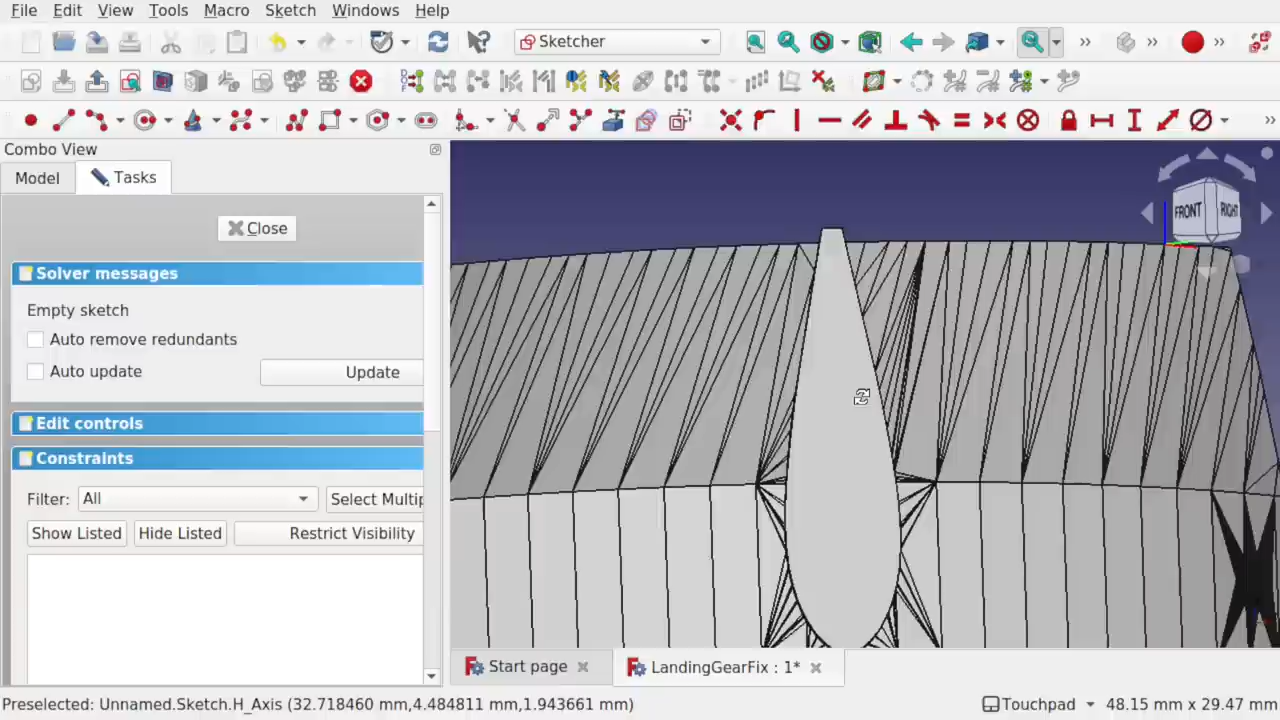 File Edit View Tools Macro Sketch Windows Help
Sketcher
Combo View
Model Tasks
Close
Solver messages
Empty sketch
Auto remove redundants
Auto update Update
Edit controls
Constraints
Filter: All Select Multip
Show Listed Hide Listed Restrict Visibility
FRONT RIGHT
Start page LandingGearFix : 1*
Preselected: Unnamed.Sketch.H_Axis (32.718460 mm,4.484811 mm,1.943661 mm) Touchpad 48.15 mm x 29.47 mm